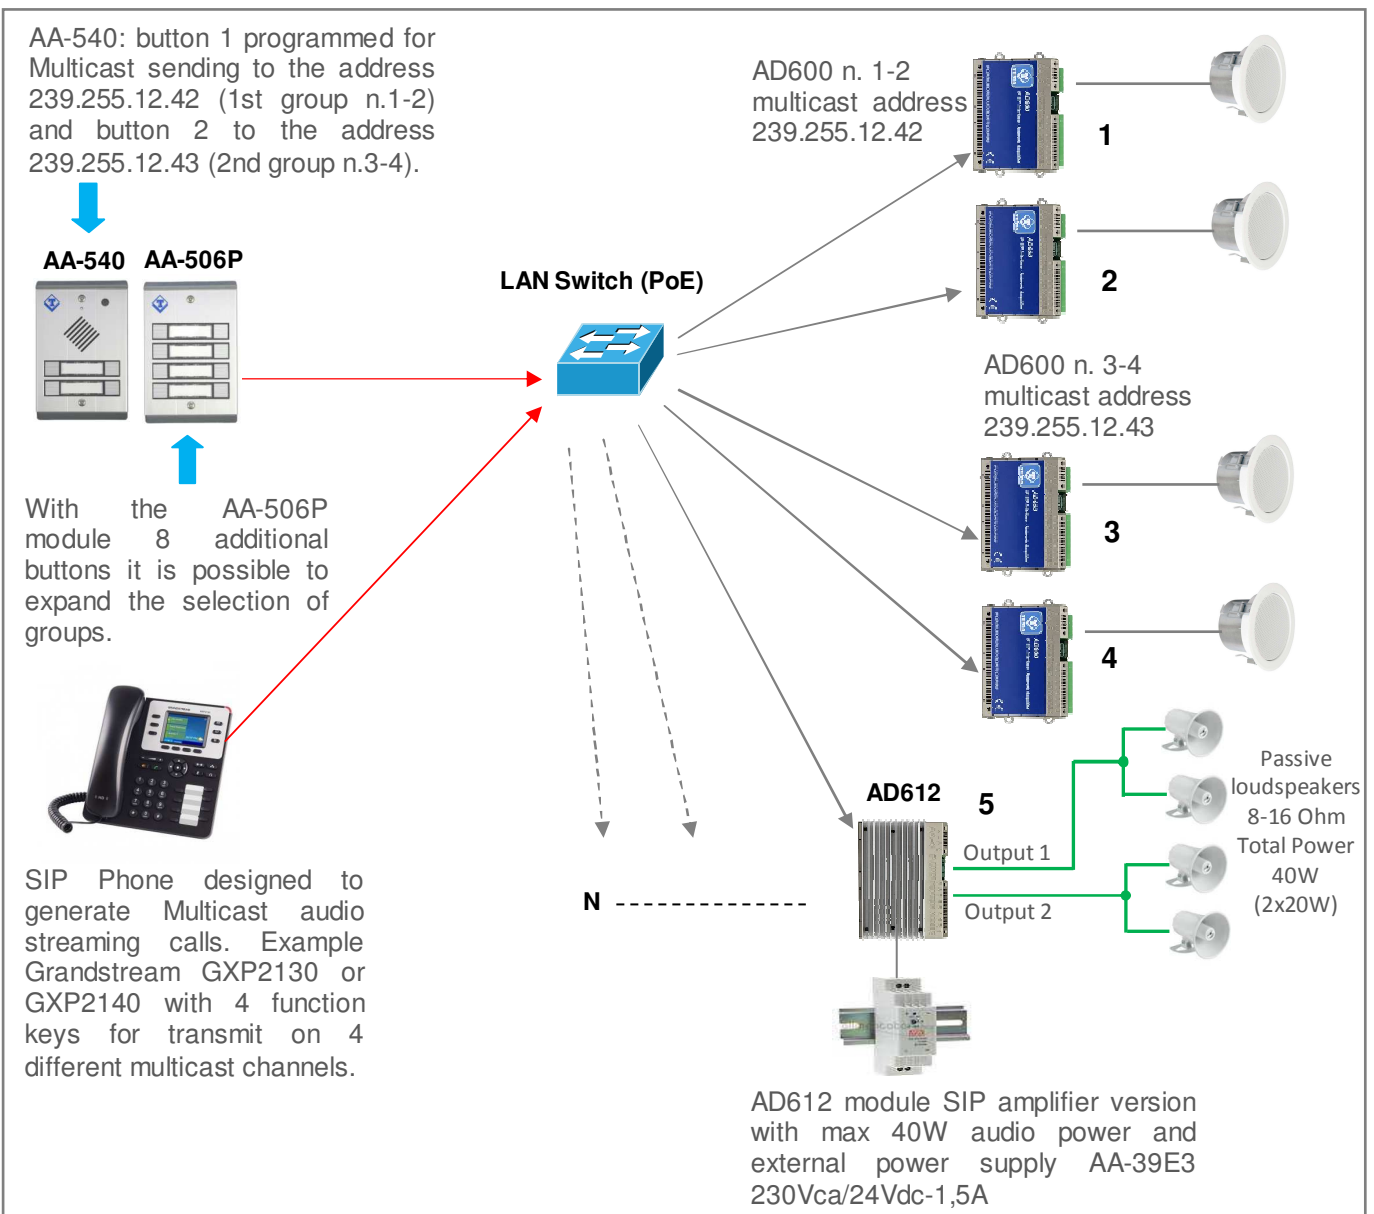 AA-540: button 1 programmed for
Multicast sending to the address
239.255.12.42 (1st group n.1-2)
and button 2 to the address
239.255.12.43 (2nd group n.3-4).
AA-540 AA-506P
With the AA-506P
module 8 additional
buttons it is possible to
expand the selection of
groups.
SIP Phone designed to
generate Multicast audio
streaming calls. Example
Grandstream GXP2130 or
GXP2140 with 4 function
keys for transmit on 4
different multicast channels.
LAN Switch (PoE)
N
AD600 n. 1-2
multicast address
239.255.12.42
1
2
AD600 n. 3-4
multicast address
239.255.12.43
3
4
AD612
5
Output 1
Output 2
Passive
loudspeakers
8-16 Ohm
Total Power
40W
(2x20W)
AD612 module SIP amplifier version
with max 40W audio power and
external power supply AA-39E3
230Vca/24Vdc-1,5A